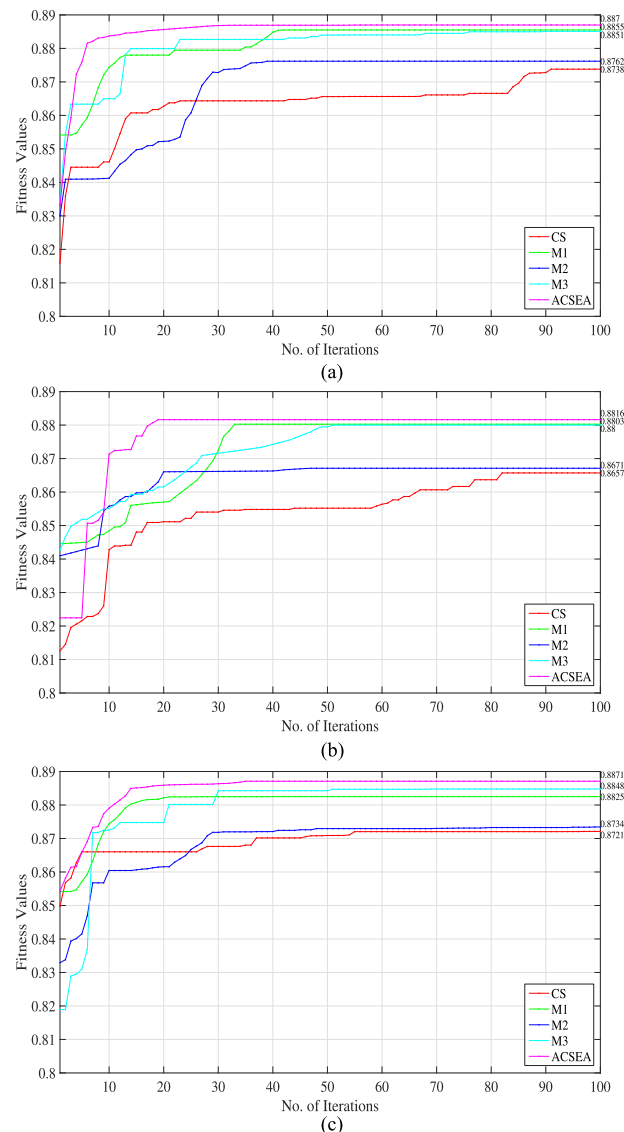 0.89
0.88
0.87
0.86
0.85
0.84
0.83
0.82
0.81
0.8
Fitness Values
0.887
0.8855
0.8851
0.8762
0.8738
CS
M1
M2
M3
ACSEA
10 20 30 40 50 60 70 80 90 100
No. of Iterations
(a)
0.89
0.88
0.87
0.86
0.85
0.84
0.83
0.82
0.81
0.8
Fitness Values
0.8816
0.8803
0.88
0.8671
0.8657
CS
M1
M2
M3
ACSEA
10 20 30 40 50 60 70 80 90 100
No. of Iterations
(b)
0.89
0.88
0.87
0.86
0.85
0.84
0.83
0.82
0.81
0.8
Fitness Values
0.8871
0.8848
0.8825
0.8734
0.8721
CS
M1
M2
M3
ACSEA
10 20 30 40 50 60 70 80 90 100
No. of Iterations
(c)